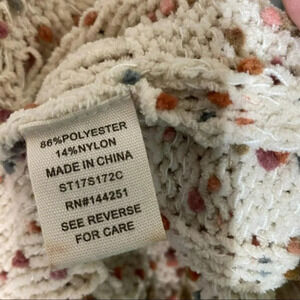 86%POLYESTER
14%NYLON
MADE IN CHINA
ST17S172C
RN#144251
SEE REVERSE
FOR CARE